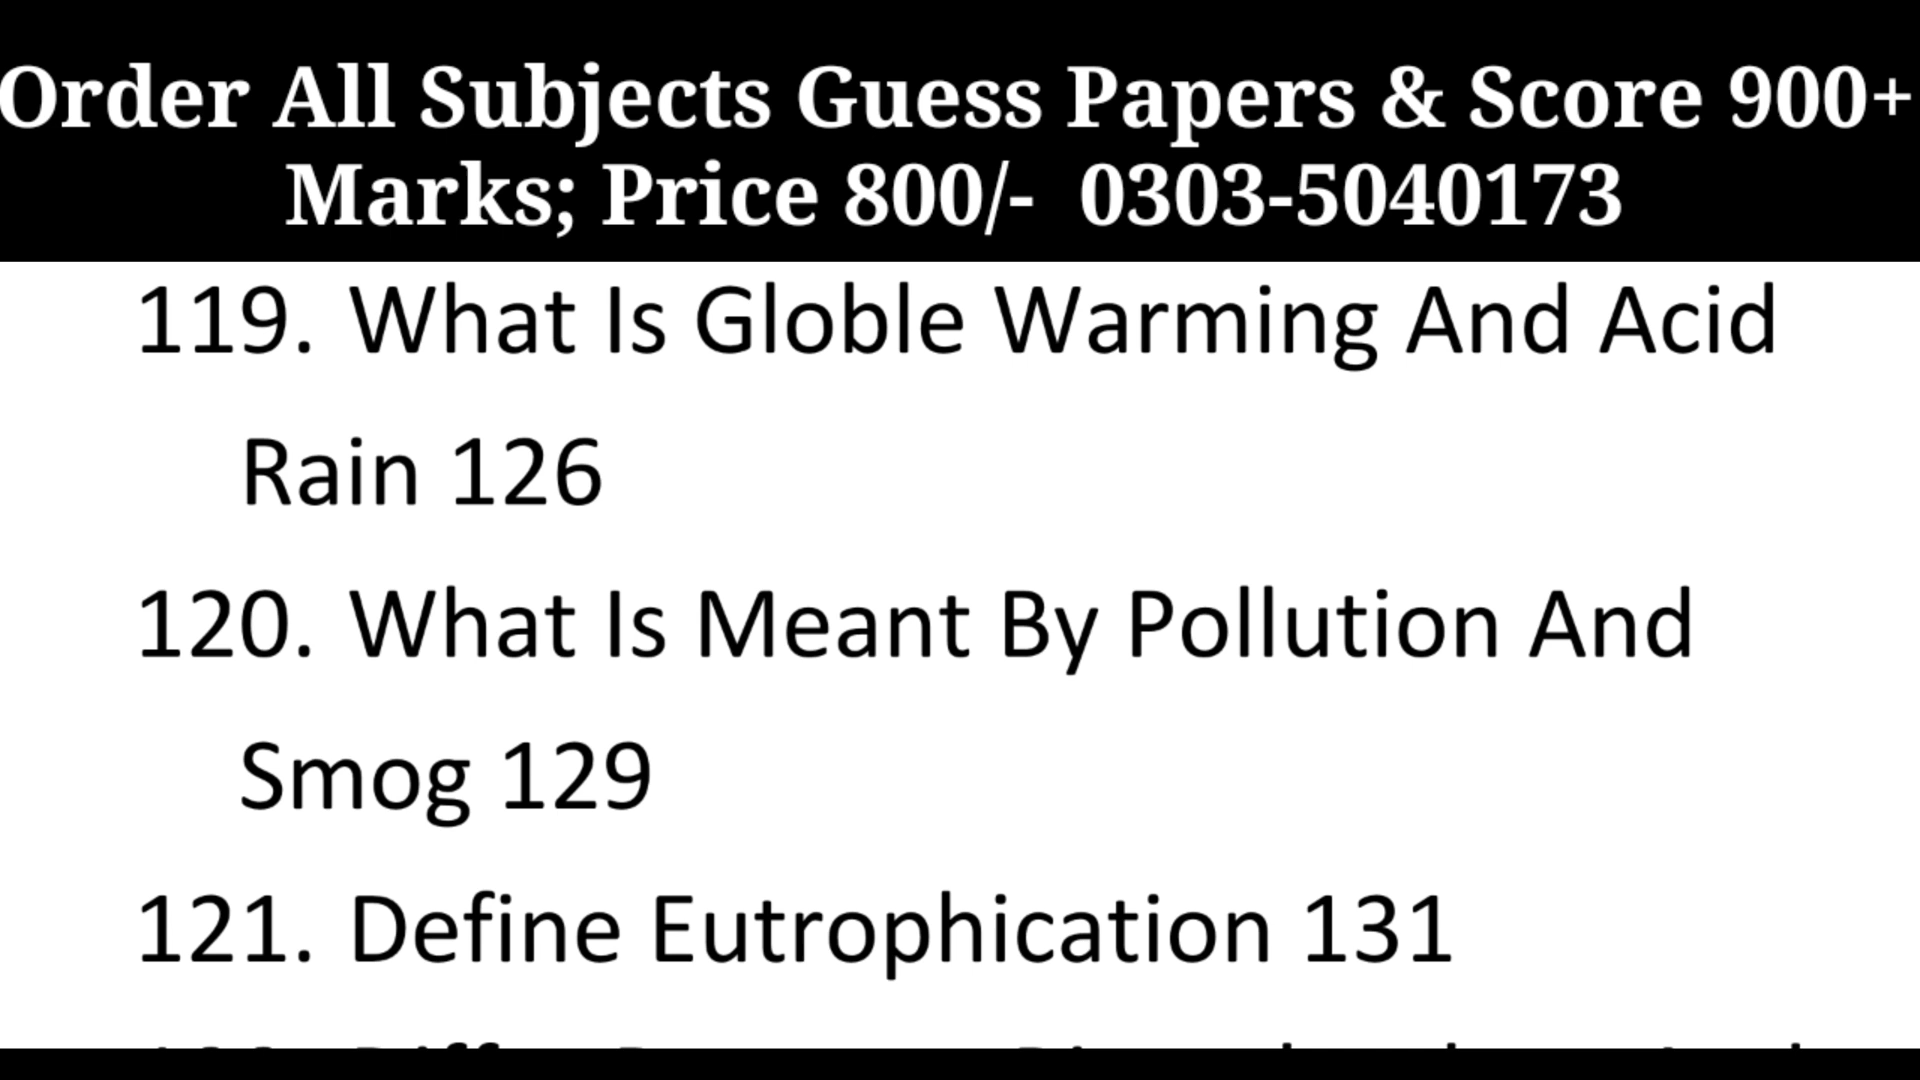 Order All Subjects Guess Papers & Score 900+
Marks; Price 800/- 0303-5040173
119. What Is Globle Warming And Acid
Rain 126
120. What Is Meant By Pollution And
Smog 129
121. Define Eutrophication 131